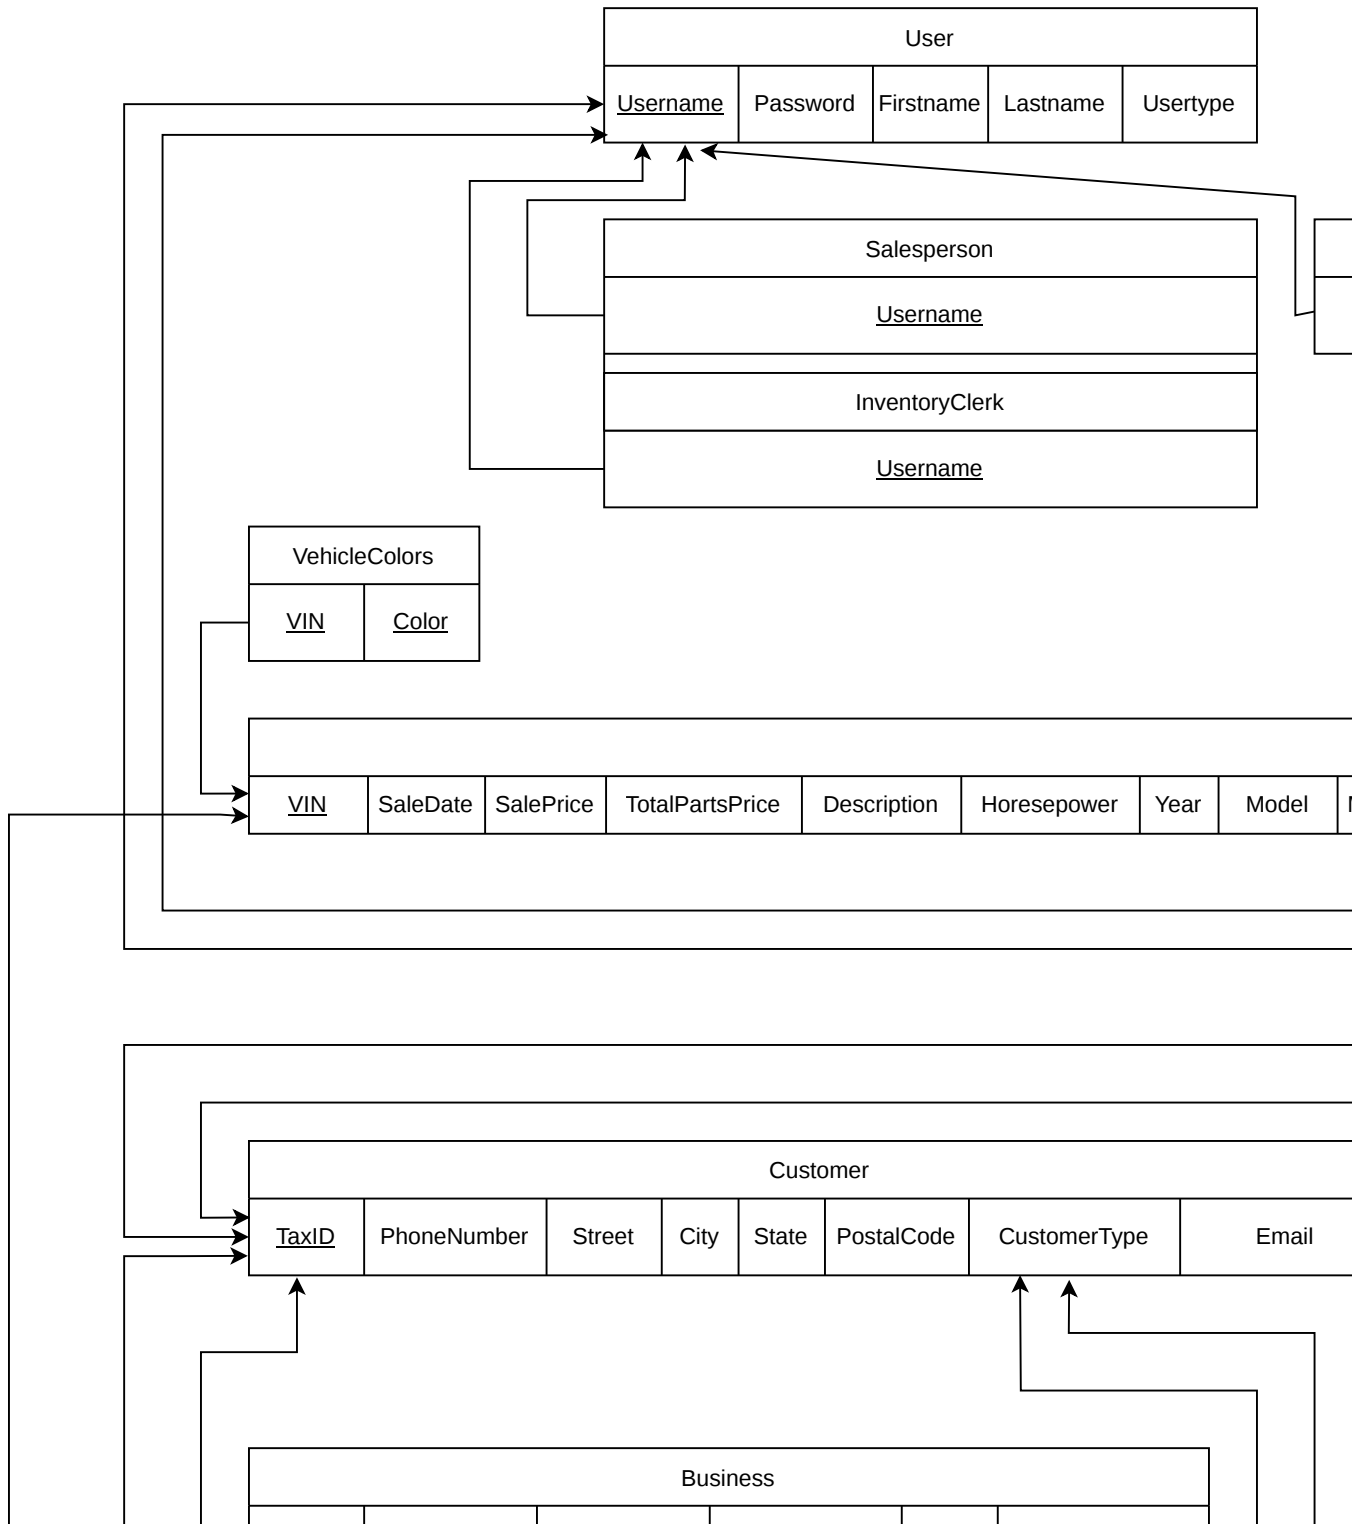 User
Username Password Firstname Lastname Usertype
Salesperson
Username
InventoryClerk
Username
VehicleColors
VIN Color
VIN SaleDate SalePrice TotalPartsPrice Description Horesepower Year Model
Customer
TaxID PhoneNumber Street City State PostalCode CustomerType Email
Business